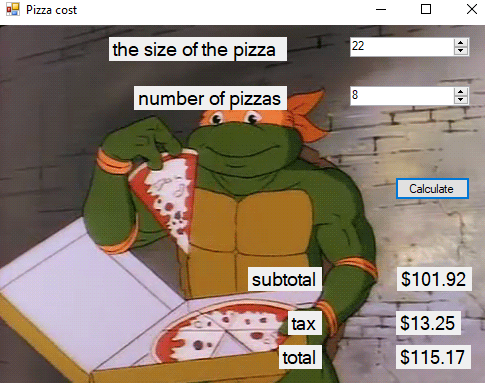 Pizza cost
the size of the pizza 22
number of pizzas 8
Calculate
subtotal $101.92
tax $13.25
total $115.17